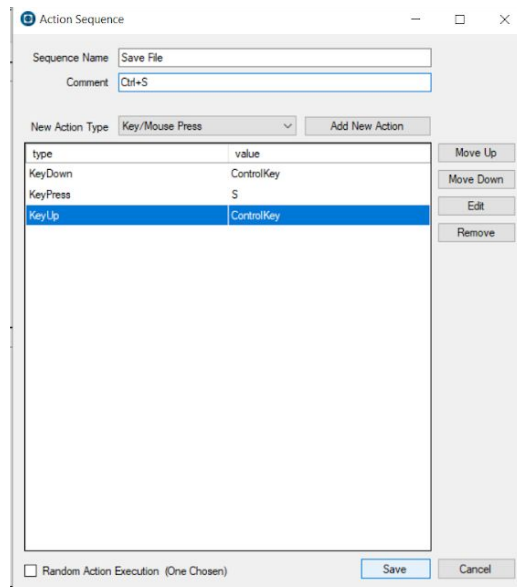 Action Sequence
Sequence Name Save File
Comment Ctrl+S
New Action Type Key/Mouse Press Add New Action
type value Move Up
KeyDown ControlKey Move Down
KeyPress S Edit
KeyUp ControlKey Remove
Random Action Execution (One Chosen) Save Cancel